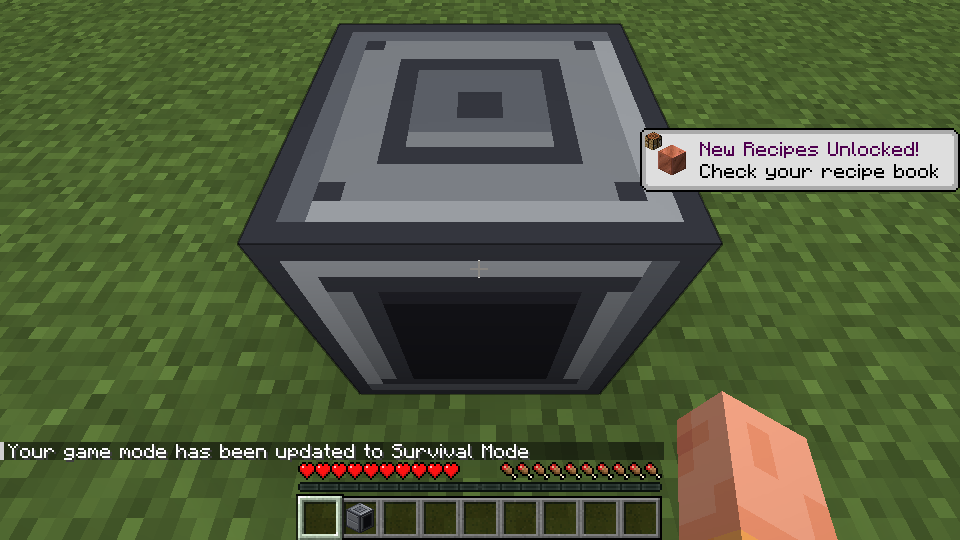 New Recipes Unlocked!
Check your recipe book
Your game mode has been updated to Survival Mode